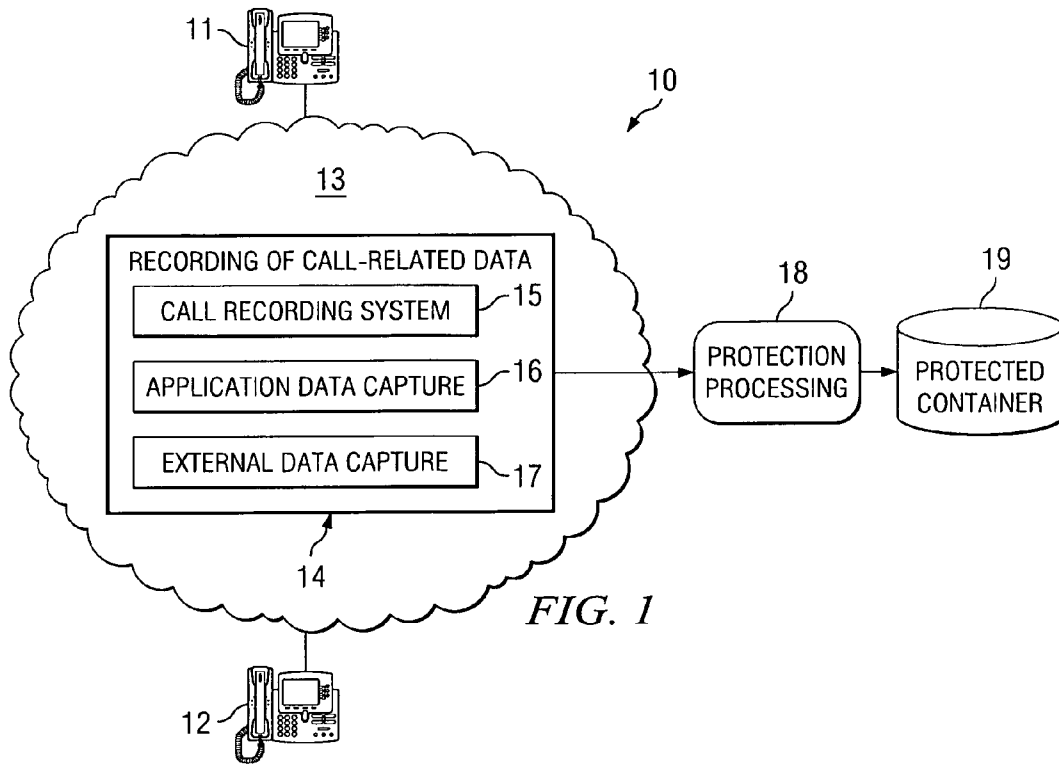 11
10
13
RECORDING OF CALL-RELATED DATA
CALL RECORDING SYSTEM
15
APPLICATION DATA CAPTURE
16
EXTERNAL DATA CAPTURE
17
14
18
PROTECTION
PROCESSING
19
PROTECTED
CONTAINER
FIG. 1
12